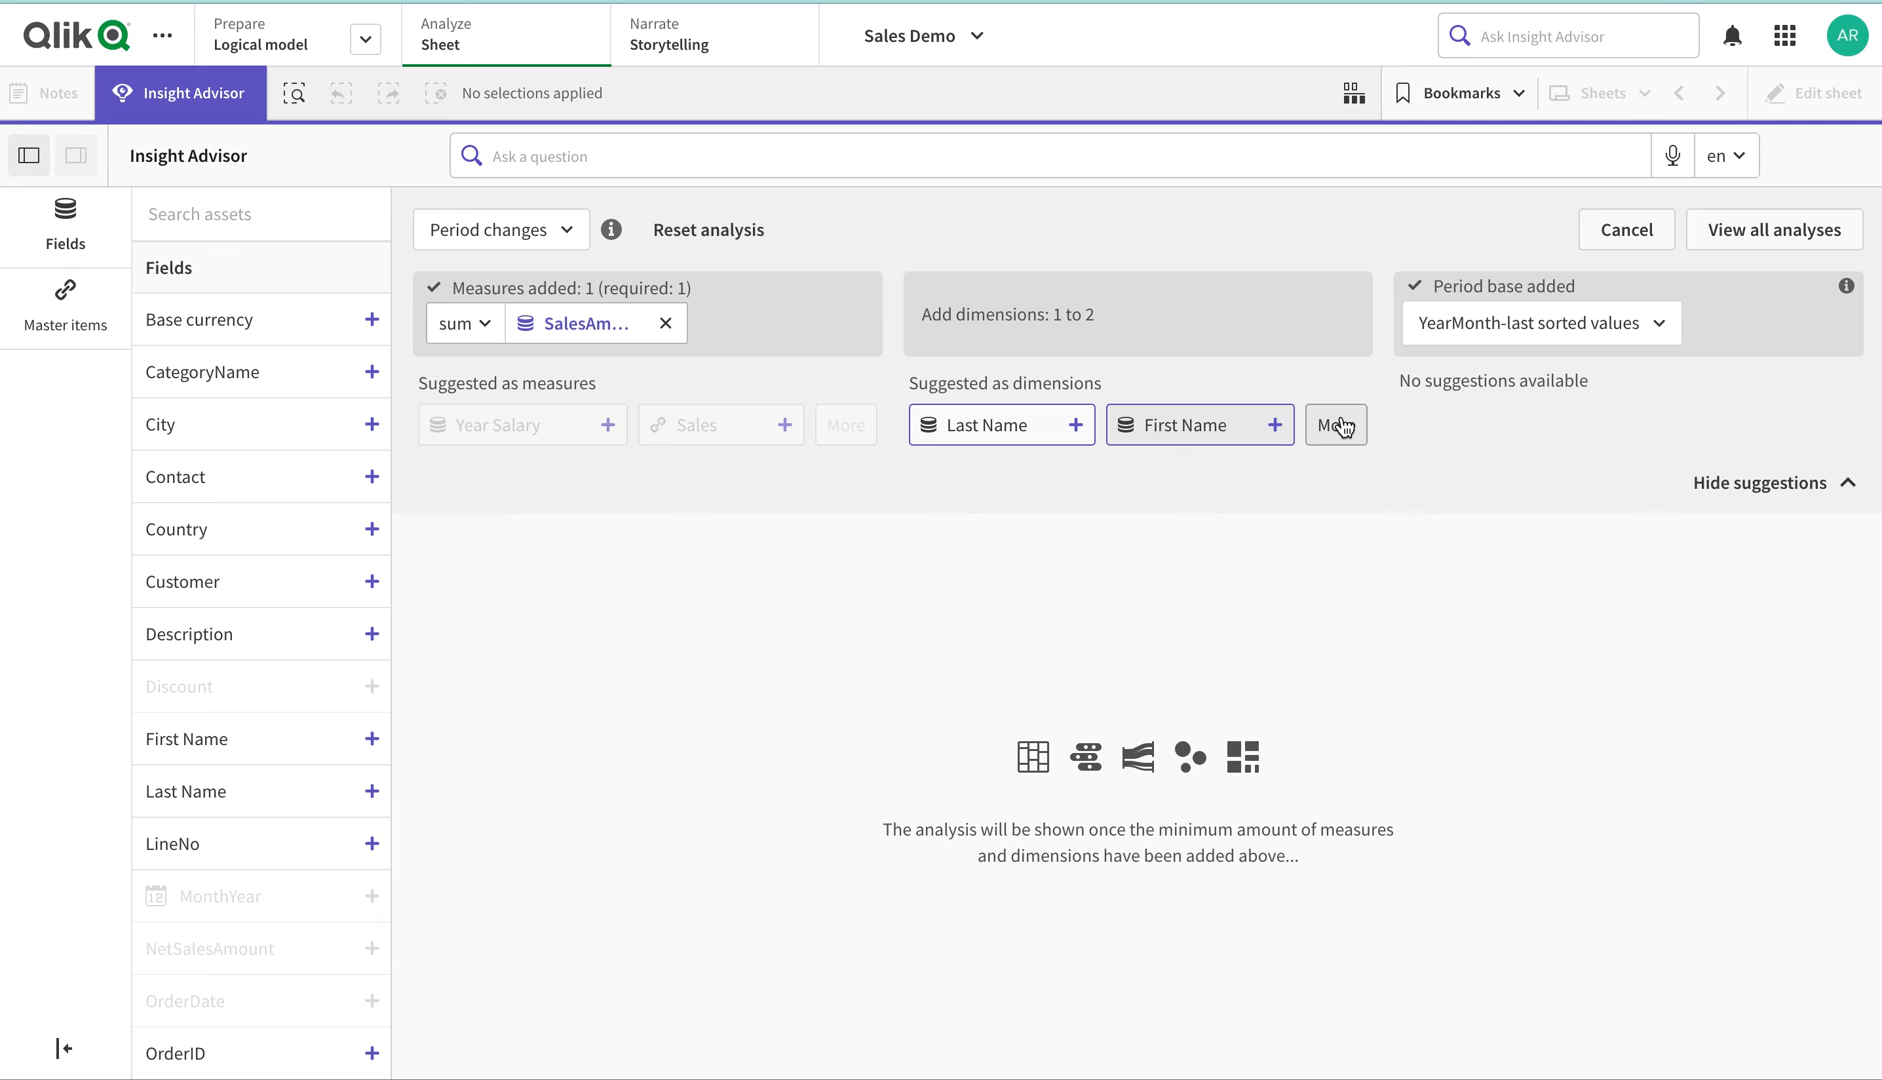 Qlik
Prepare
Logical model
Analyze
Sheet
Narrate
Storytelling
Sales Demo
Ask Insight Advisor
AR
Notes
Insight Advisor
No selections applied
Bookmarks
Sheets
Edit sheet
Insight Advisor
Ask a question
en
Fields
Master items
Search assets
Fields
Base currency
CategoryName
City
Contact
Country
Customer
Description
Discount
First Name
Last Name
LineNo
12 MonthYear
NetSalesAmount
OrderDate
OrderID
Period changes
Reset analysis
Cancel
View all analyses
Measures added: 1 (required: 1)
sum
SalesAm...
Suggested as measures
Year Salary
Sales
More
Add dimensions: 1 to 2
Suggested as dimensions
Last Name
First Name
Period base added
YearMonth-last sorted values
No suggestions available
Hide suggestions
The analysis will be shown once the minimum amount of measures
and dimensions have been added above...